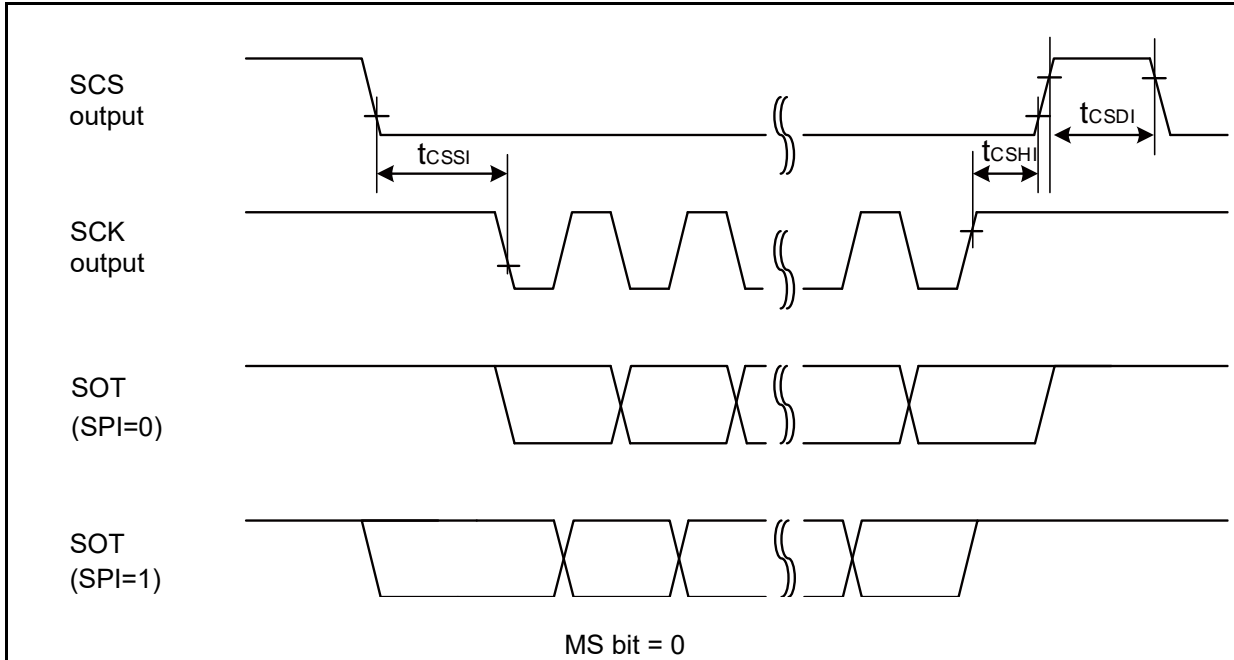 SCS
output
tCSSI
tCSHI
tCSDI
SCK
output
SOT
(SPI=0)
SOT
(SPI=1)
MS bit = 0